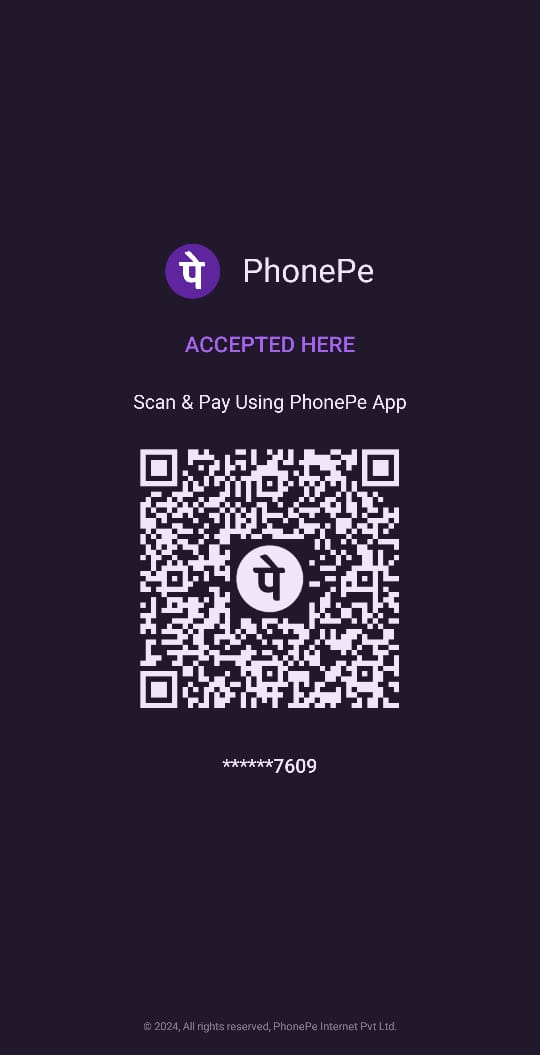 पे PhonePe
ACCEPTED HERE
Scan & Pay Using PhonePe App
पे
******7609
© 2024, All rights reserved, PhonePe Internet Pvt Ltd.